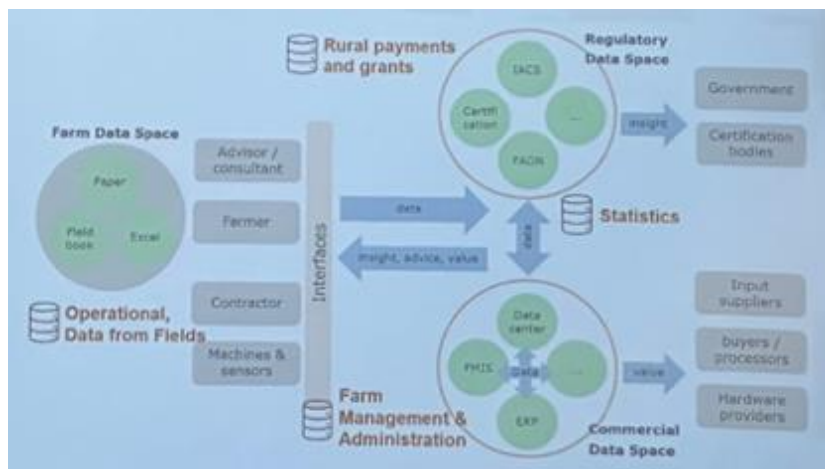 Rural payments
and grants
Regulatory
Data Space
IACS
Certifi
cation
...
FADN
insight
Government
Certification
bodies
Farm Data Space
Paper
Field
book
Excel
Advisor /
consultant
Farmer
Contractor
Machines &
sensors
Interfaces
data
insight, advice, value
data
Statistics
Operational,
Data from Fields
Farm
Management &
Administration
Data
center
FMIS
Data
...
ERP
value
Commercial
Data Space
Input
suppliers
buyers /
processors
Hardware
providers